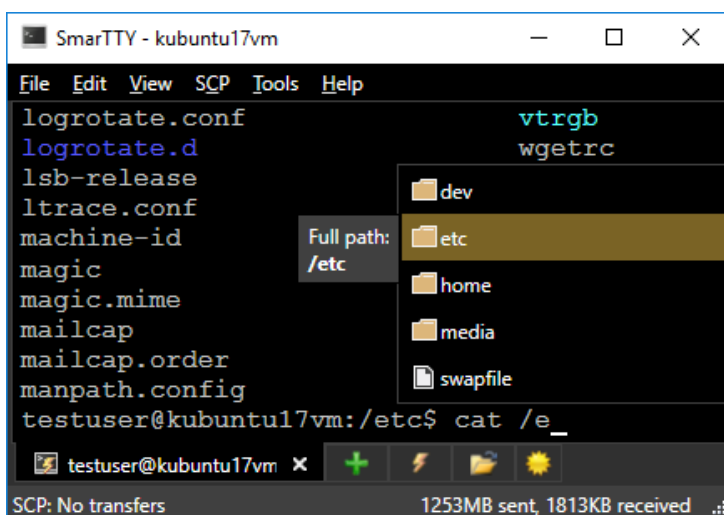 SmarTTY - kubuntu17vm
File Edit View SCP Tools Help
logrotate.conf vtrgb
logrotate.d wgetrc
lsb-release
ltrace.conf
machine-id
magic
magic.mime
mailcap
mailcap.order
manpath.config
Full path:
/etc
dev
etc
home
media
swapfile
testuser@kubuntu17vm:/etc$ cat /e_
testuser@kubuntu17vm
SCP: No transfers 1253MB sent, 1813KB received